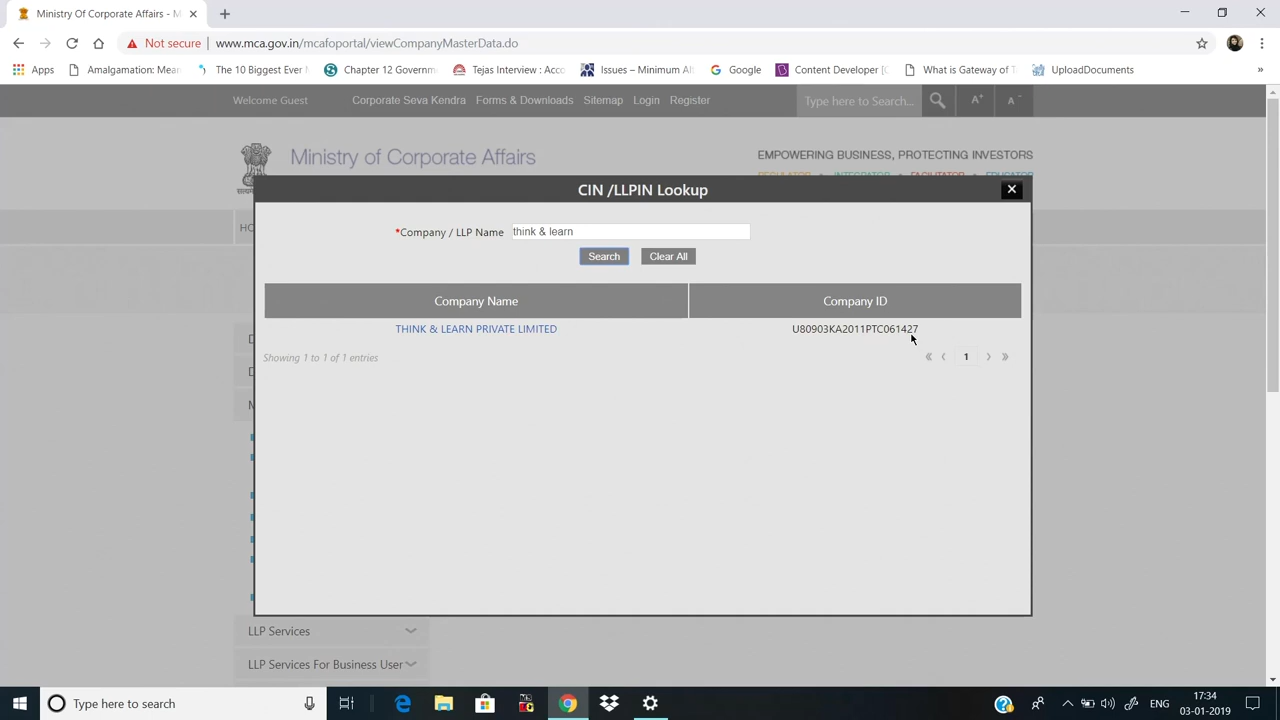 Ministry Of Corporate Affairs - M
Not secure www.mca.gov.in/mcafoportal/viewCompanyMasterData.do
Apps Amalgamation: Mean The 10 Biggest Ever Chapter 12 Governm Tejas Interview : Acco Issues – Minimum Al Google Content Developer [ What is Gateway of T UploadDocuments »
Welcome Guest Corporate Seva Kendra Forms & Downloads Sitemap Login Register Type here to Search... A+ A-
Ministry of Corporate Affairs EMPOWERING BUSINESS, PROTECTING INVESTORS
CIN /LLPIN Lookup
*Company / LLP Name think & learn
Search Clear All
Company Name Company ID
THINK & LEARN PRIVATE LIMITED U80903KA2011PTC061427
Showing 1 to 1 of 1 entries « ‹ 1 › »
LLP Services
LLP Services For Business User
Type here to search ENG 17:34
03-01-2019